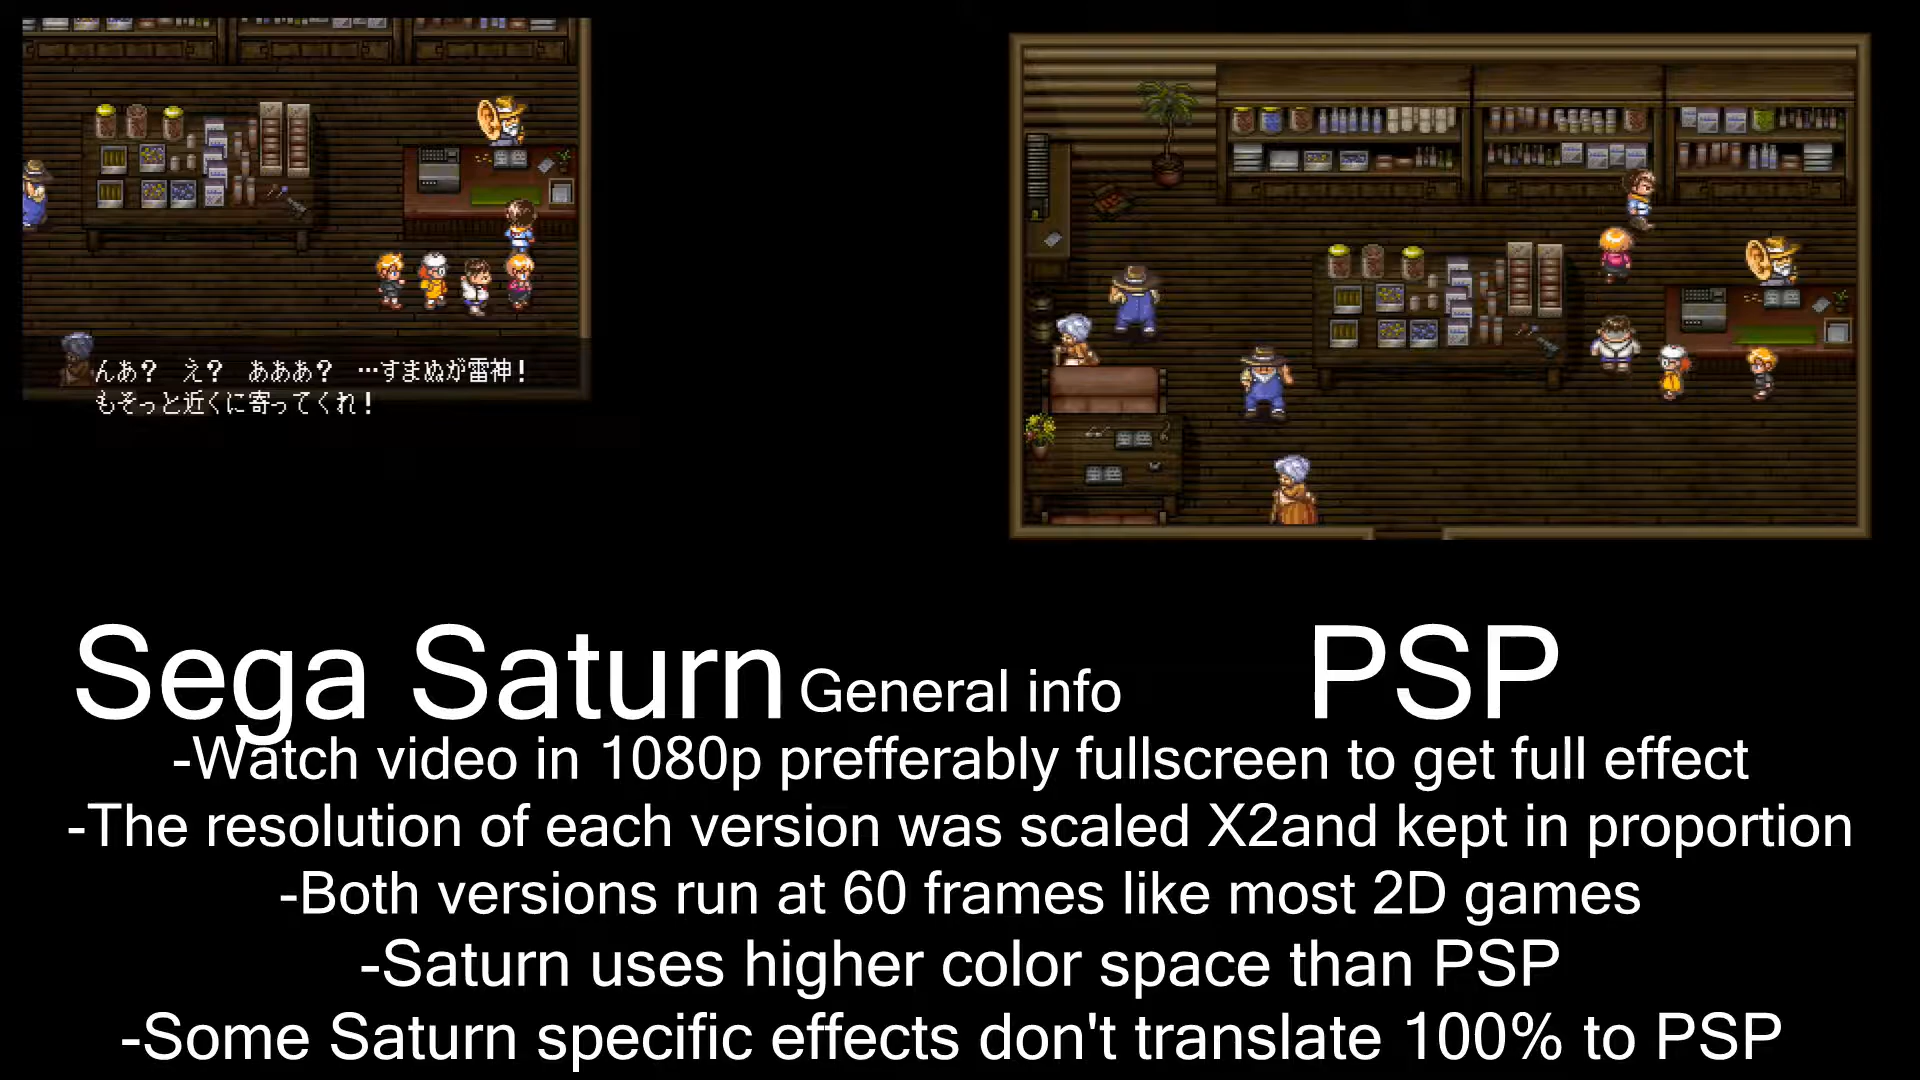 んあ？　え？　あああ？　…すまぬが雷神！
もそっと近くに寄ってくれ！
Sega Saturn
General info
PSP
-Watch video in 1080p prefferably fullscreen to get full effect
-The resolution of each version was scaled X2and kept in proportion
-Both versions run at 60 frames like most 2D games
-Saturn uses higher color space than PSP
-Some Saturn specific effects don't translate 100% to PSP